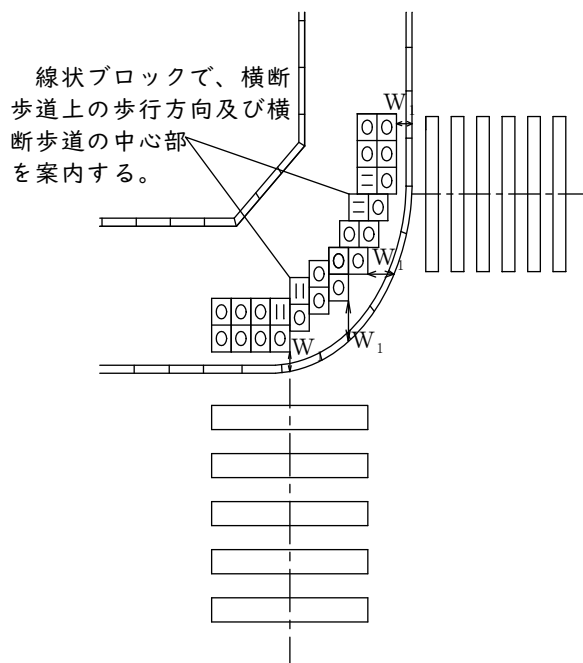 線状ブロックで、横断
歩道上の歩行方向及び横
断歩道の中心部
を案内する。
W₁
W₁
W
W₁